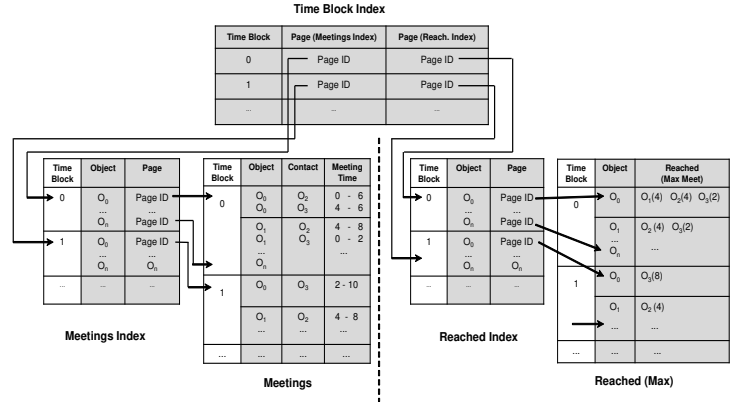 Time Block Index
Time Block Page (Meetings Index) Page (Reach. Index)
0 Page ID Page ID
1 Page ID Page ID
... ... ...
Time Block Object Page
0 O0 Page ID
... ...
On Page ID
1 O0 Page ID
... ...
On On
... ... ...
Meetings Index
Time Block Object Contact Meeting Time
0 O0 O2 0 - 6
O0 O3 4 - 6
O1 O2 4 - 8
O1 O3 0 - 2
... ...
On
1 O0 O3 2 - 10
O1 O2 4 - 8
... ... ...
... ... ... ...
Meetings
Time Block Object Page
0 O0 Page ID
... ...
On Page ID
1 O0 Page ID
... ...
On On
... ... ...
Reached Index
Time Block Object Reached (Max Meet)
0 O0 O1(4) O2(4) O3(2)
O1 O2 (4) O3(2)
... ...
On
1 O0 O3(8)
O1 O2 (4)
... ...
... ... ...
Reached (Max)